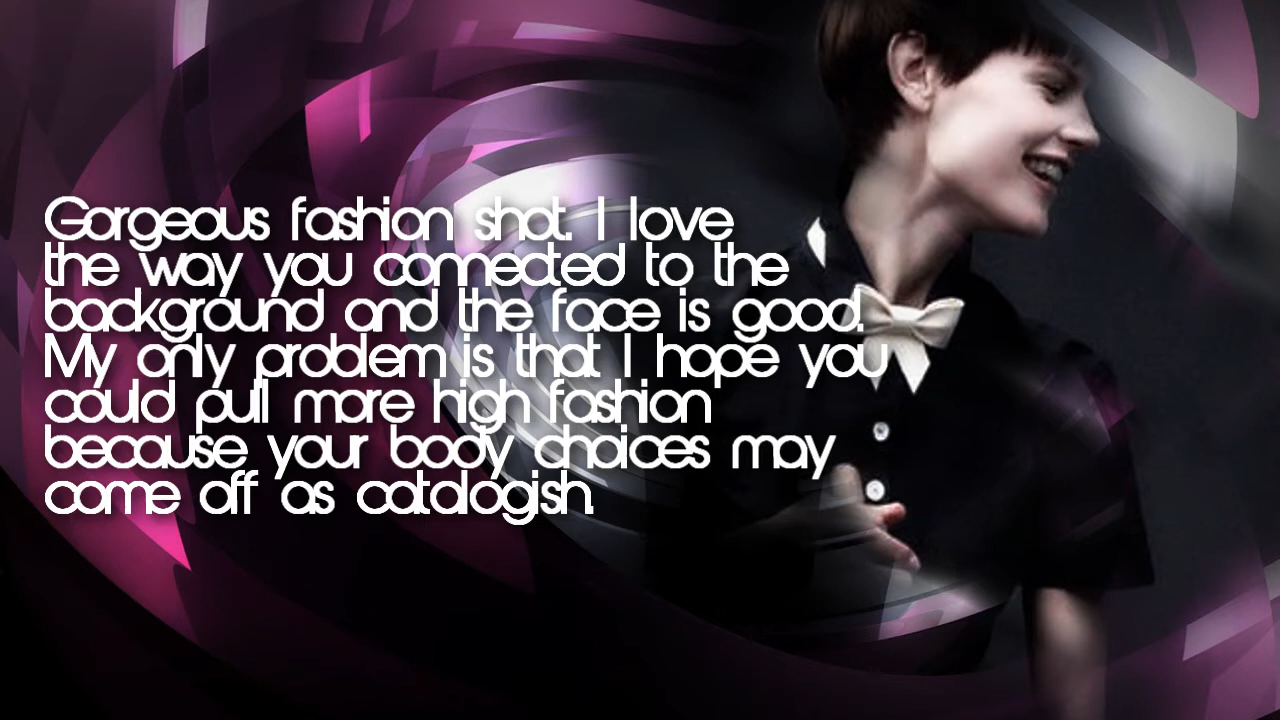 Gorgeous fashion shot. I love
the way you connected to the
background and the face is good.
My only problem is that I hope you
could pull more high fashion
because your body choices may
come off as catalogish.